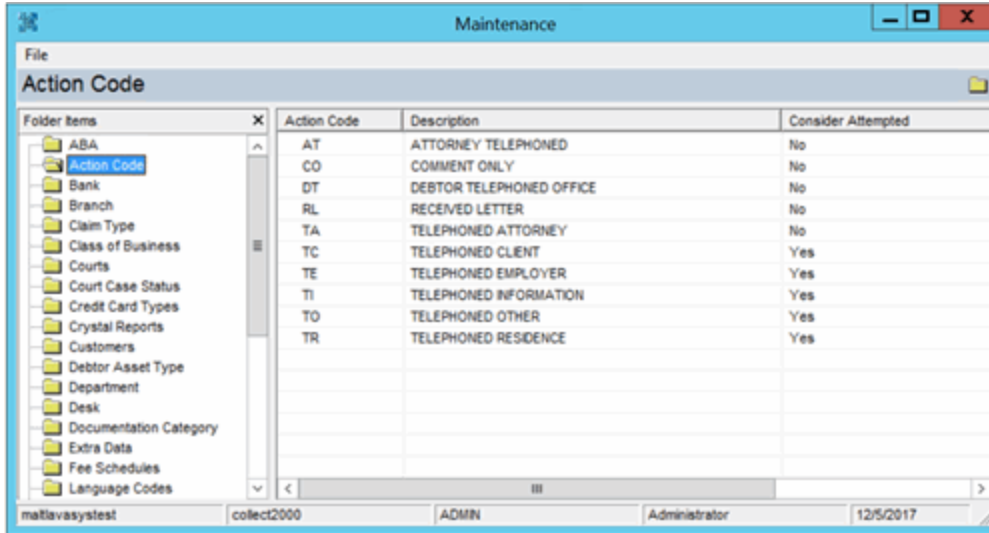 Maintenance
File
Action Code
Folder Items
ABA
Action Code
Bank
Branch
Claim Type
Class of Business
Courts
Court Case Status
Credit Card Types
Crystal Reports
Customers
Debtor Asset Type
Department
Desk
Documentation Category
Extra Data
Fee Schedules
Language Codes
Action Code Description Consider Attempted
AT ATTORNEY TELEPHONED No
CO COMMENT ONLY No
DT DEBTOR TELEPHONED OFFICE No
RL RECEIVED LETTER No
TA TELEPHONED ATTORNEY No
TC TELEPHONED CLIENT Yes
TE TELEPHONED EMPLOYER Yes
TI TELEPHONED INFORMATION Yes
TO TELEPHONED OTHER Yes
TR TELEPHONED RESIDENCE Yes
matlavasystest collect2000 ADMIN Administrator 12/5/2017